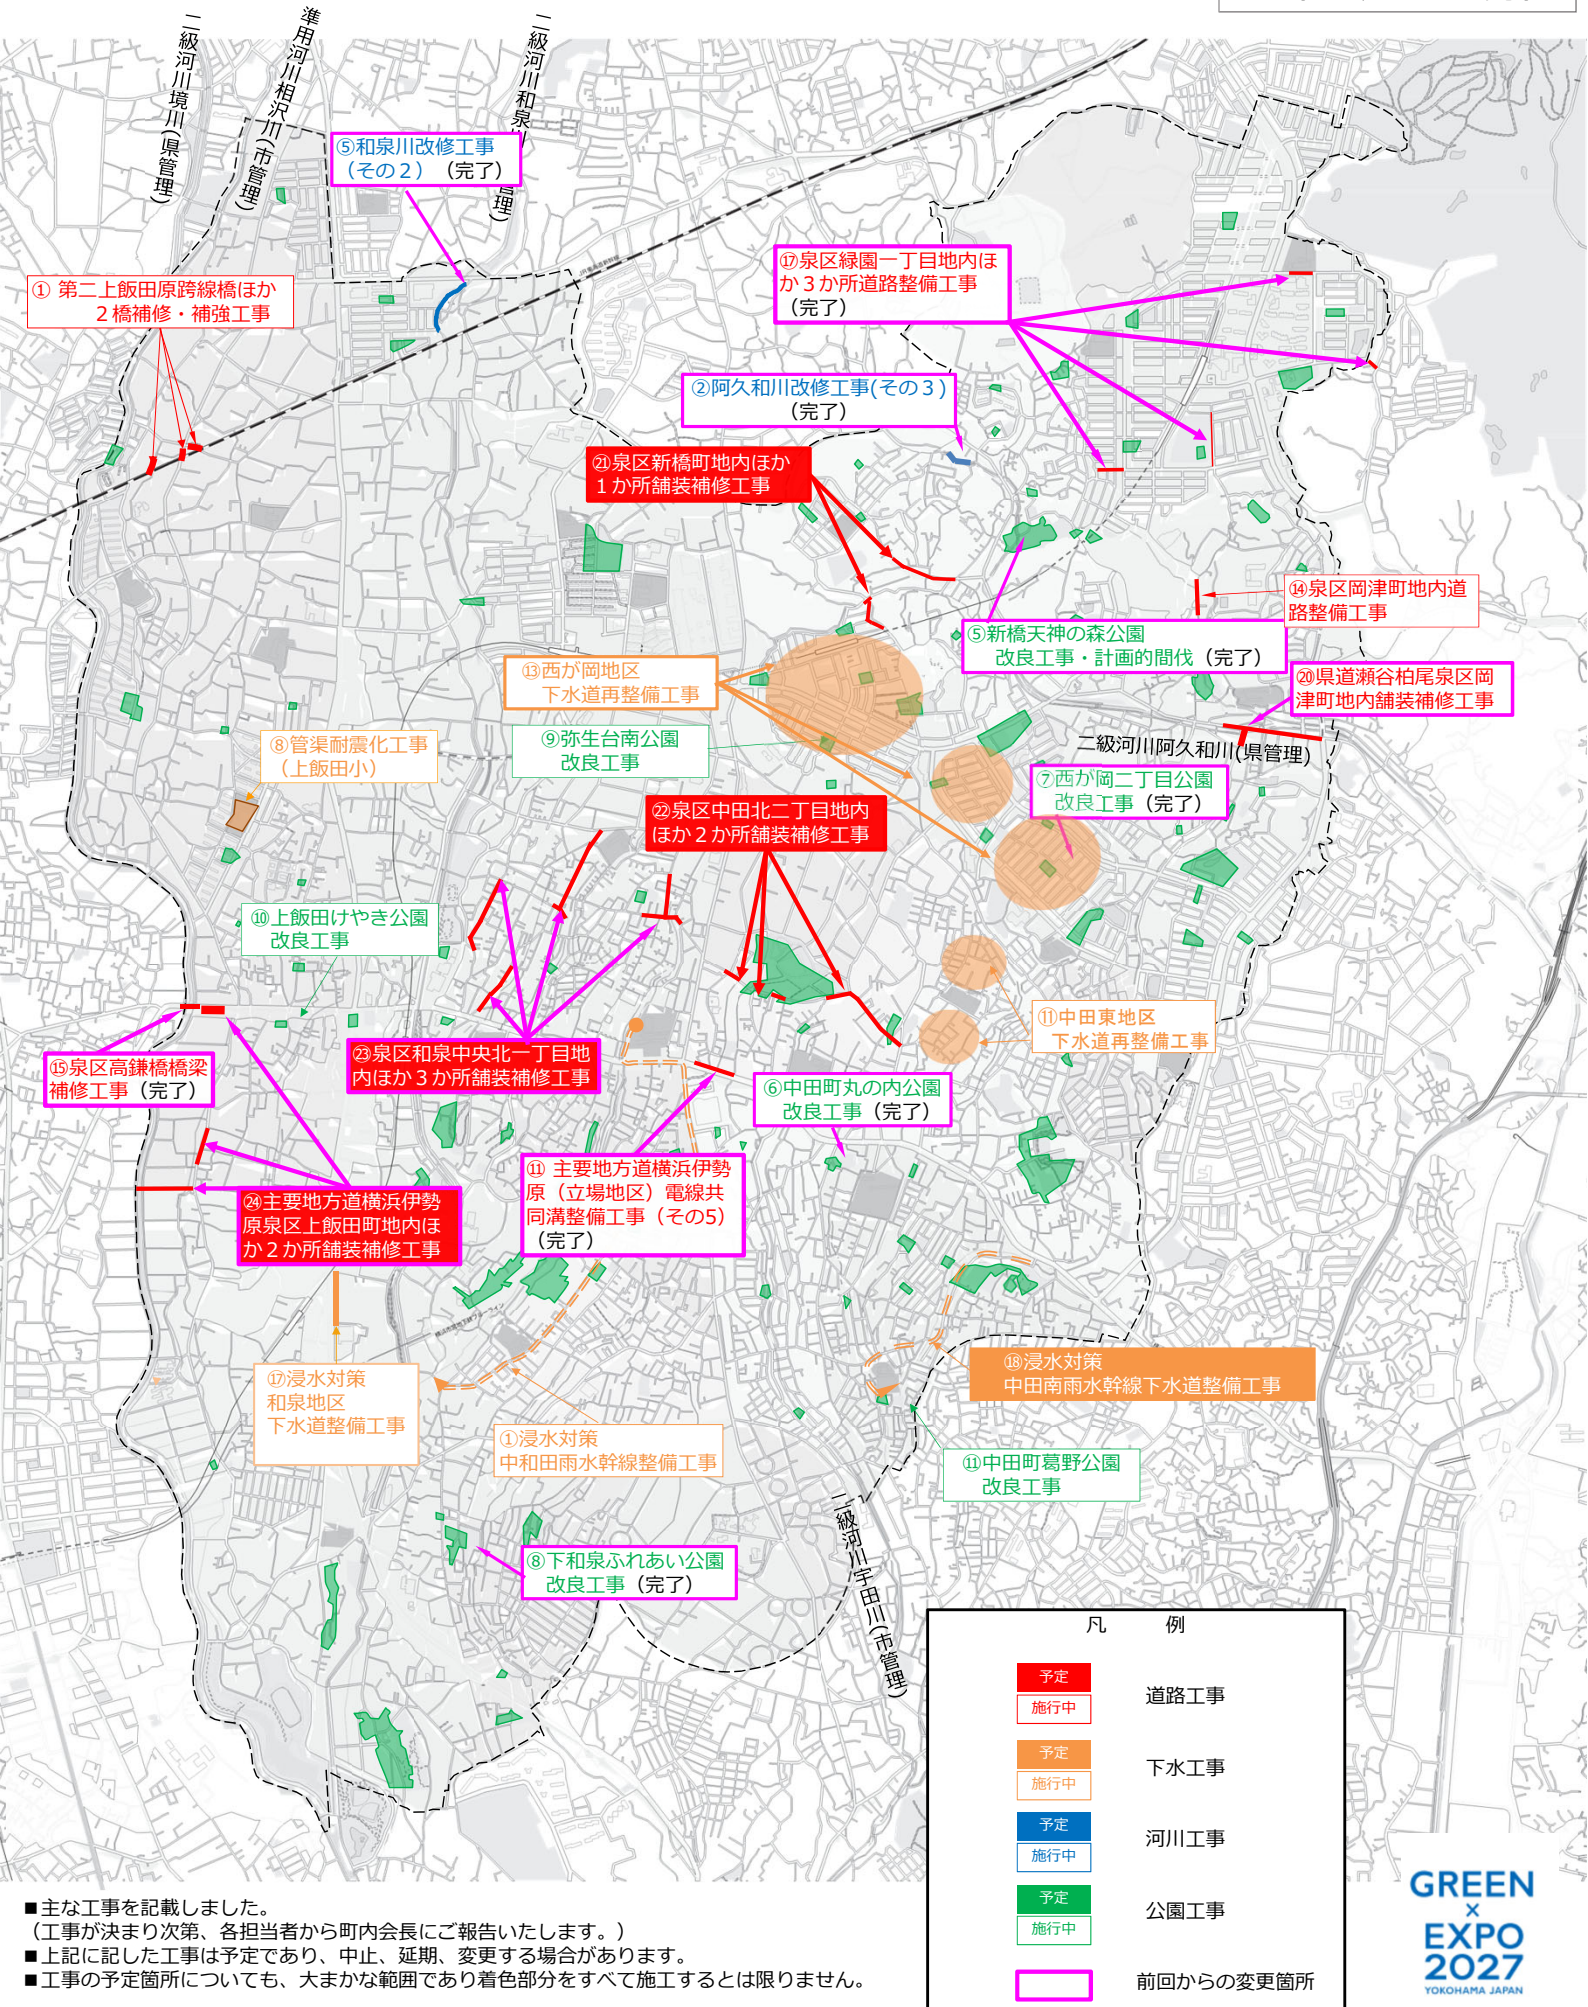 二級河川境川(県管理)
準用河川相沢川(市管理)
二級河川和泉
管理)
⑤和泉川改修工事
（その２）（完了）
① 第二上飯田原跨線橋ほか
２橋補修・補強工事
⑰泉区緑園一丁目地内ほ
か３か所道路整備工事
（完了）
②阿久和川改修工事(その３)
（完了）
㉑泉区新橋町地内ほか
１か所舗装補修工事
⑭泉区岡津町地内道
路整備工事
⑤新橋天神の森公園
改良工事・計画的間伐（完了）
⑬西が岡地区
下水道再整備工事
⑳県道瀬谷柏尾泉区岡
津町地内舗装補修工事
⑨弥生台南公園
改良工事
⑧管渠耐震化工事
（上飯田小）
二級河川阿久和川(県管理)
⑦西が岡二丁目公園
改良工事（完了）
㉒泉区中田北二丁目地内
ほか２か所舗装補修工事
⑩上飯田けやき公園
改良工事
⑪中田東地区
下水道再整備工事
⑮泉区高鎌橋橋梁
補修工事（完了）
㉓泉区和泉中央北一丁目地
内ほか３か所舗装補修工事
⑥中田町丸の内公園
改良工事（完了）
⑪ 主要地方道横浜伊勢
原（立場地区）電線共
同溝整備工事（その5）
（完了）
㉔主要地方道横浜伊勢
原泉区上飯田町地内ほ
か２か所舗装補修工事
⑰浸水対策
和泉地区
下水道整備工事
①浸水対策
中和田雨水幹線整備工事
⑱浸水対策
中田南雨水幹線下水道整備工事
⑪中田町葛野公園
改良工事
⑧下和泉ふれあい公園
改良工事（完了）
二級河川宇田川(市管理)
凡 例
予定
施行中
道路工事
予定
施行中
下水工事
予定
施行中
河川工事
予定
施行中
公園工事
前回からの変更箇所
■主な工事を記載しました。
（工事が決まり次第、各担当者から町内会長にご報告いたします。）
■上記に記した工事は予定であり、中止、延期、変更する場合があります。
■工事の予定箇所についても、大まかな範囲であり着色部分をすべて施工するとは限りません。
GREEN
×
EXPO
2027
YOKOHAMA JAPAN